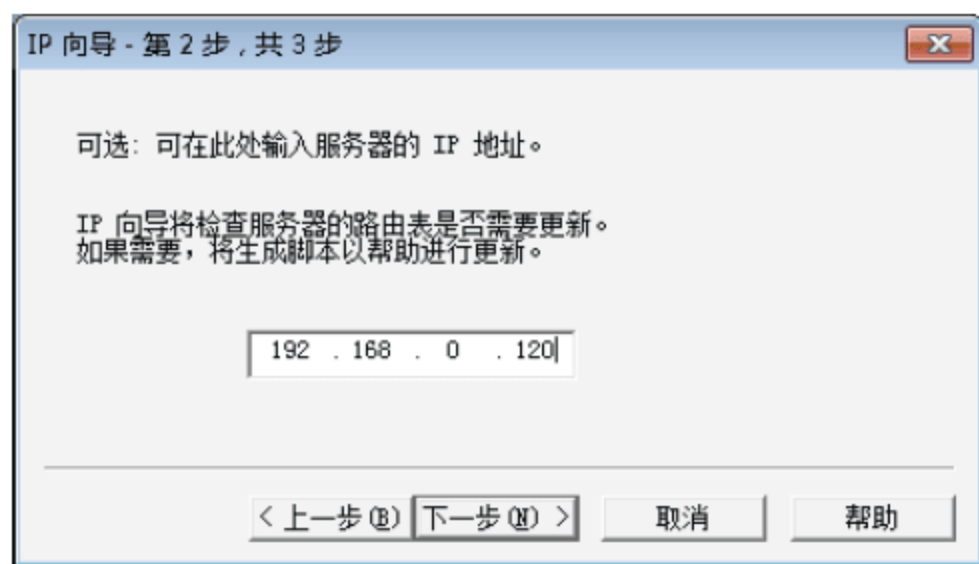 IP 向导 - 第 2 步 , 共 3 步
可选: 可在此处输入服务器的 IP 地址。
IP 向导将检查服务器的路由表是否需要更新。
如果需要，将生成脚本以帮助进行更新。
192 . 168 . 0 . 120
< 上一步(B) 下一步(N) > 取消 帮助